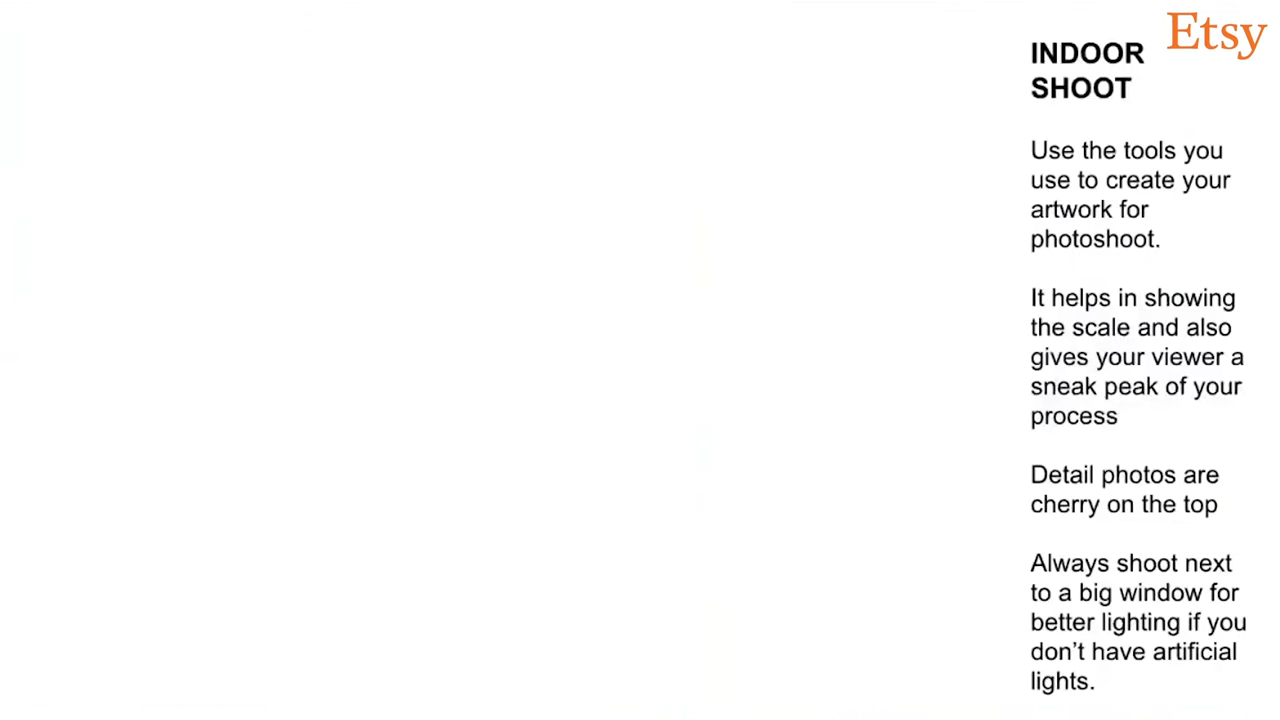 Etsy
INDOOR
SHOOT
Use the tools you
use to create your
artwork for
photoshoot.
It helps in showing
the scale and also
gives your viewer a
sneak peak of your
process
Detail photos are
cherry on the top
Always shoot next
to a big window for
better lighting if you
don’t have artificial
lights.